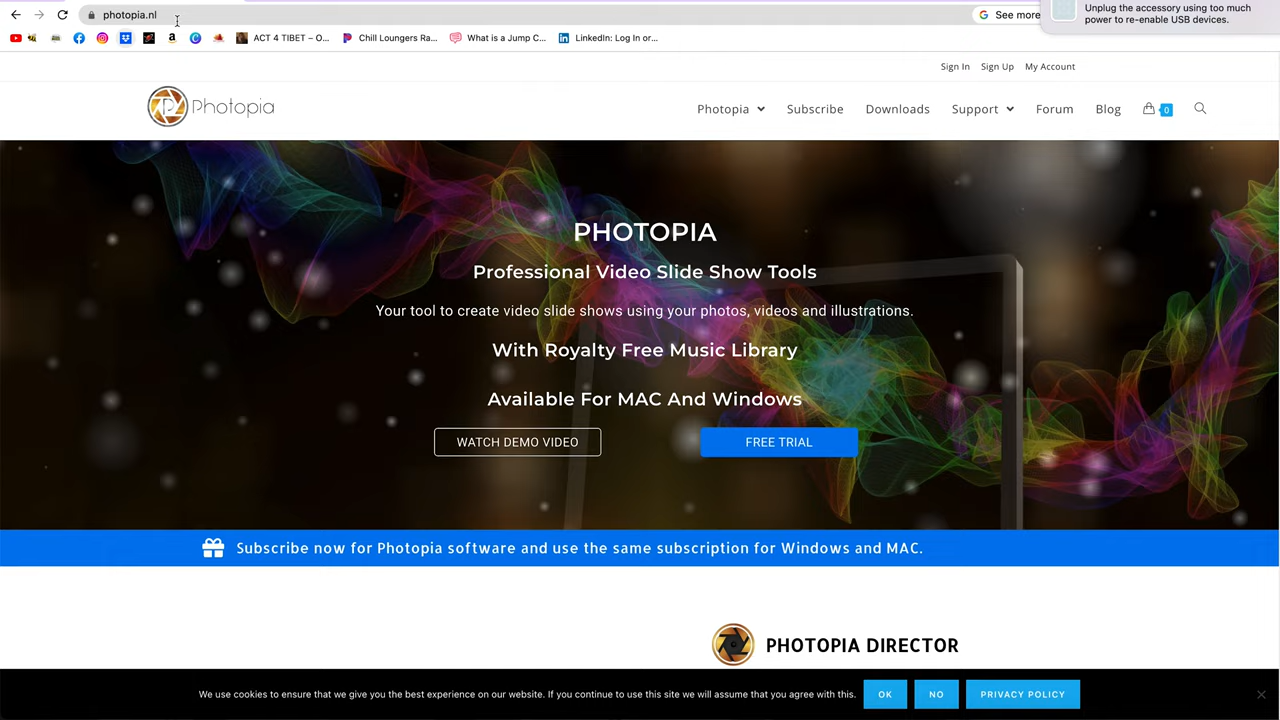 photopia.nl
See more
Unplug the accessory using too much
power to re-enable USB devices.
ACT 4 TIBET – O...
Chill Loungers Ra...
What is a Jump C...
LinkedIn: Log In or...
Sign In Sign Up My Account
Photopia
Photopia Subscribe Downloads Support Forum Blog 0
PHOTOPIA
Professional Video Slide Show Tools
Your tool to create video slide shows using your photos, videos and illustrations.
With Royalty Free Music Library
Available For MAC And Windows
WATCH DEMO VIDEO FREE TRIAL
Subscribe now for Photopia software and use the same subscription for Windows and MAC.
PHOTOPIA DIRECTOR
We use cookies to ensure that we give you the best experience on our website. If you continue to use this site we will assume that you agree with this. OK NO PRIVACY POLICY